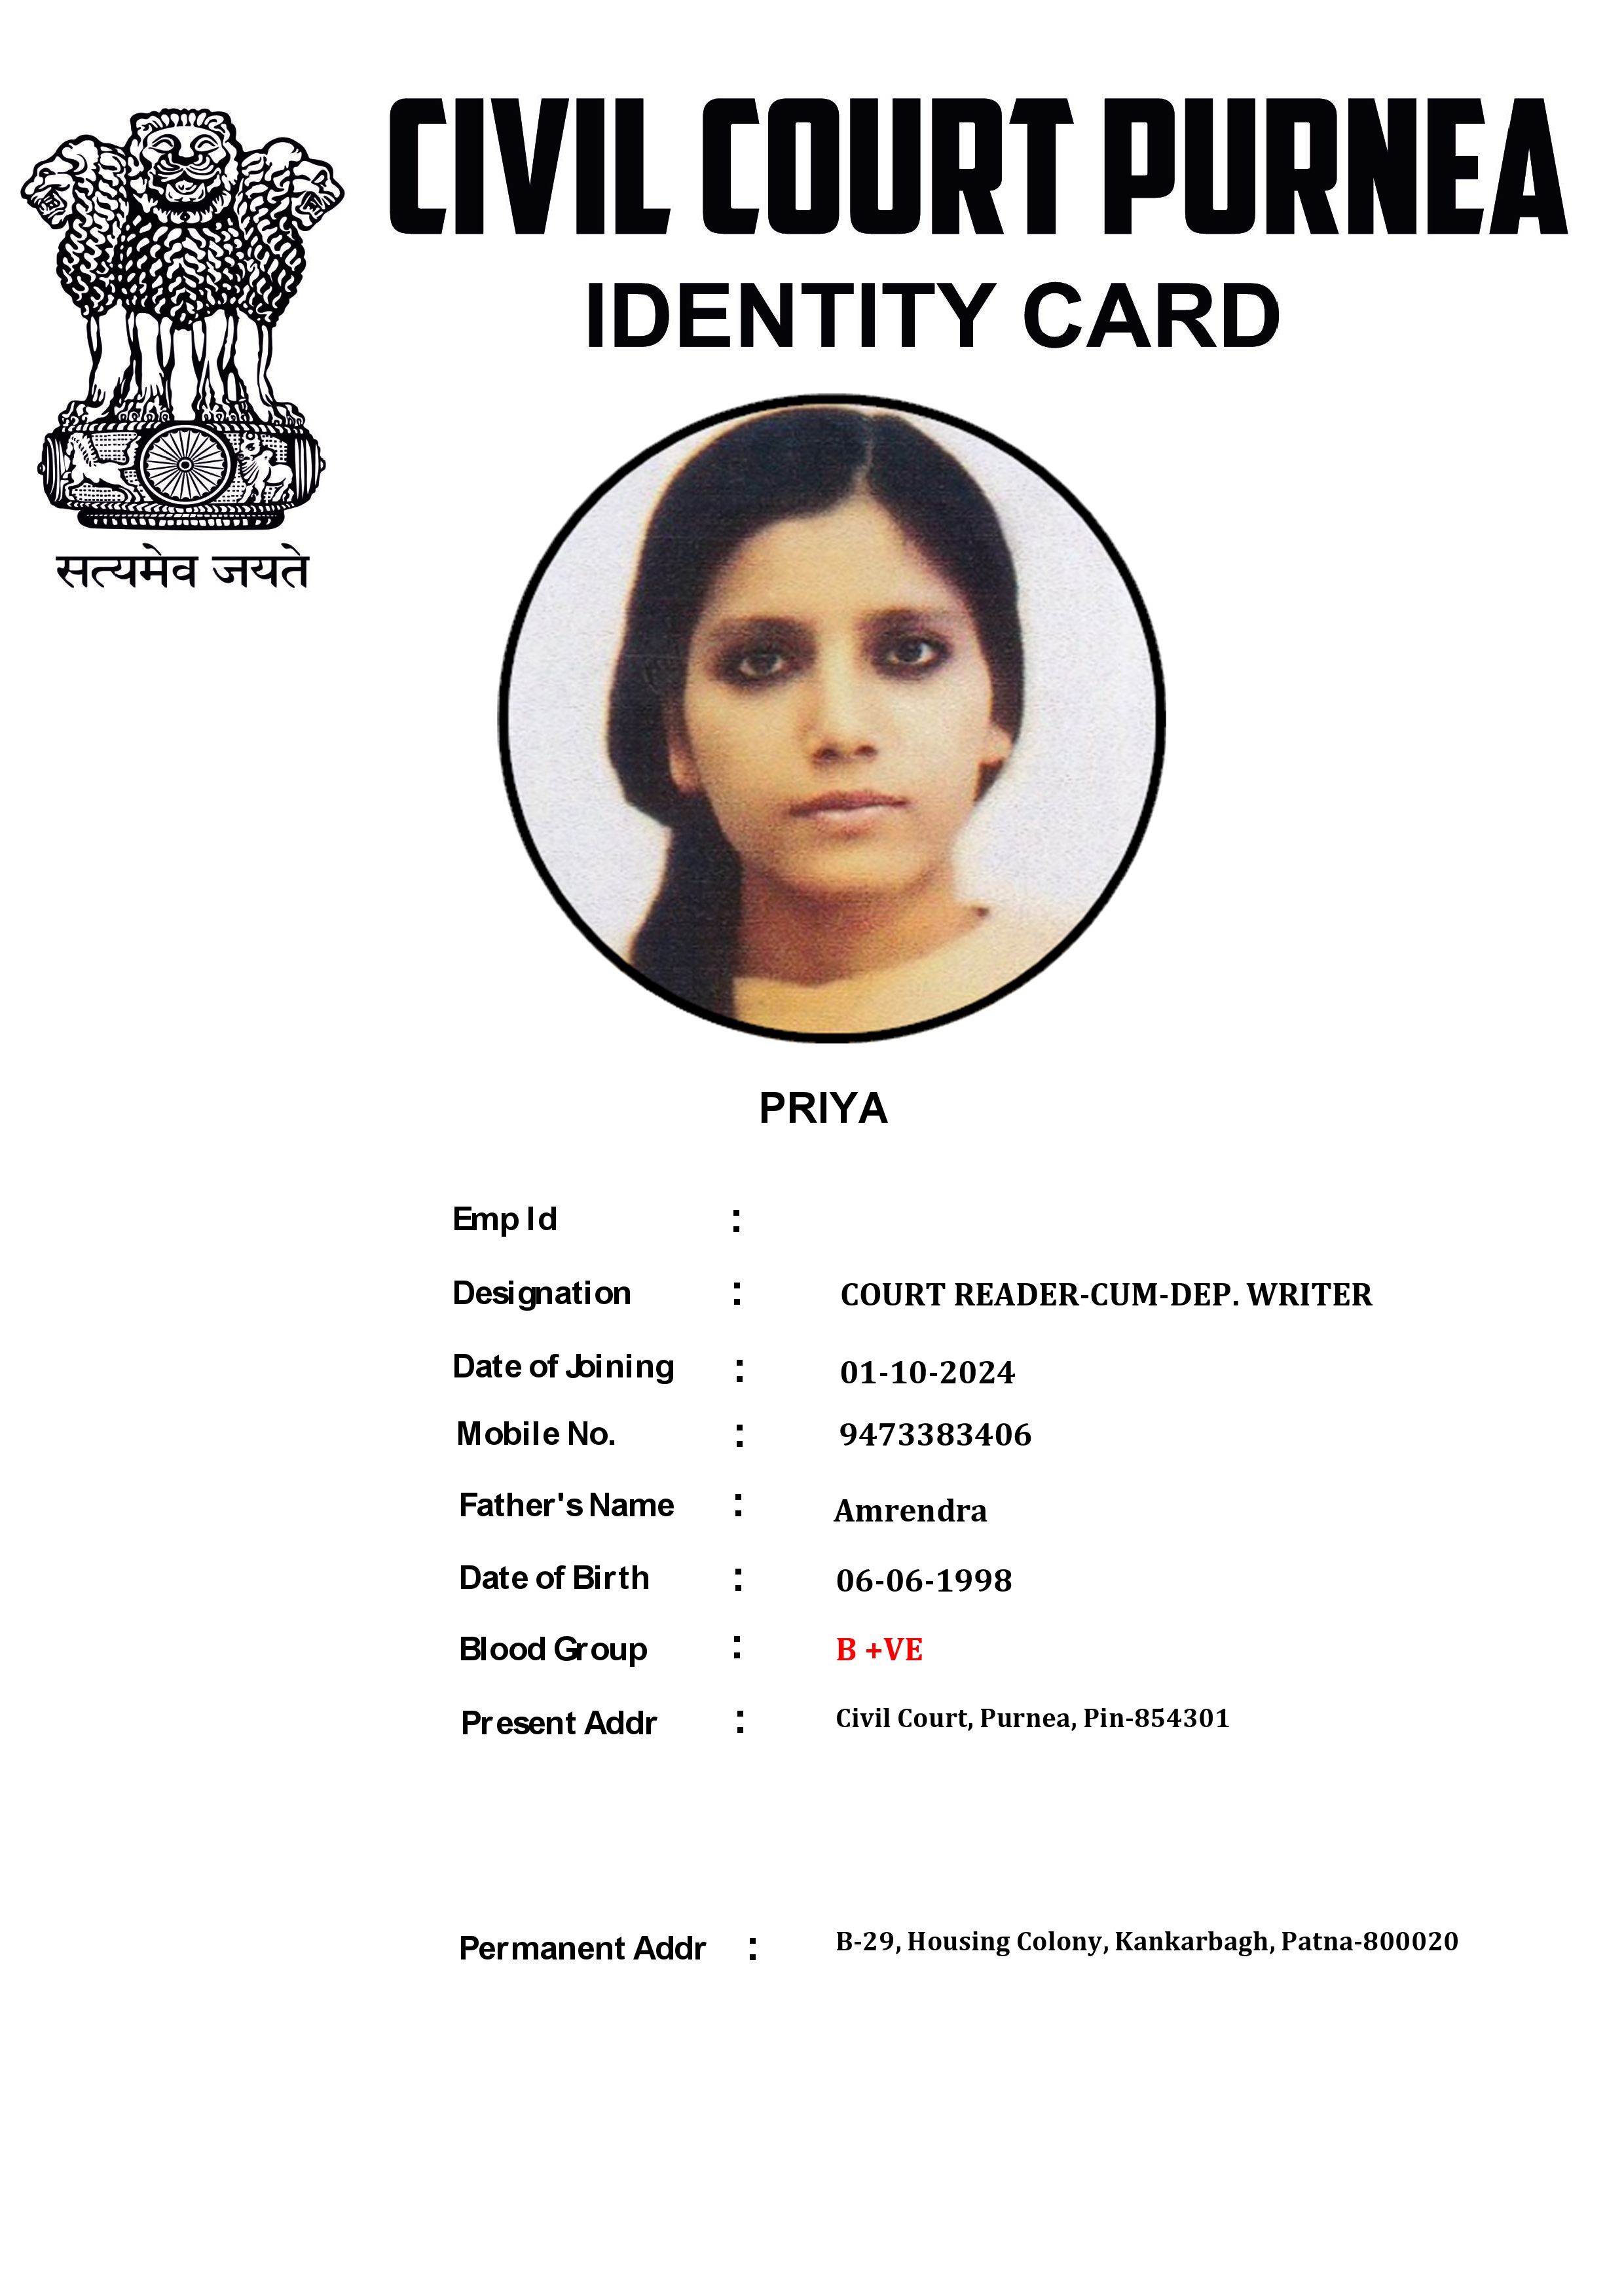 CIVIL COURT PURNEA
IDENTITY CARD
सत्यमेव जयते
PRIYA
Emp Id :
Designation : COURT READER-CUM-DEP. WRITER
Date of Joining : 01-10-2024
Mobile No. : 9473383406
Father's Name : Amrendra
Date of Birth : 06-06-1998
Blood Group : B +VE
Present Addr : Civil Court, Purnea, Pin-854301
Permanent Addr : B-29, Housing Colony, Kankarbagh, Patna-800020